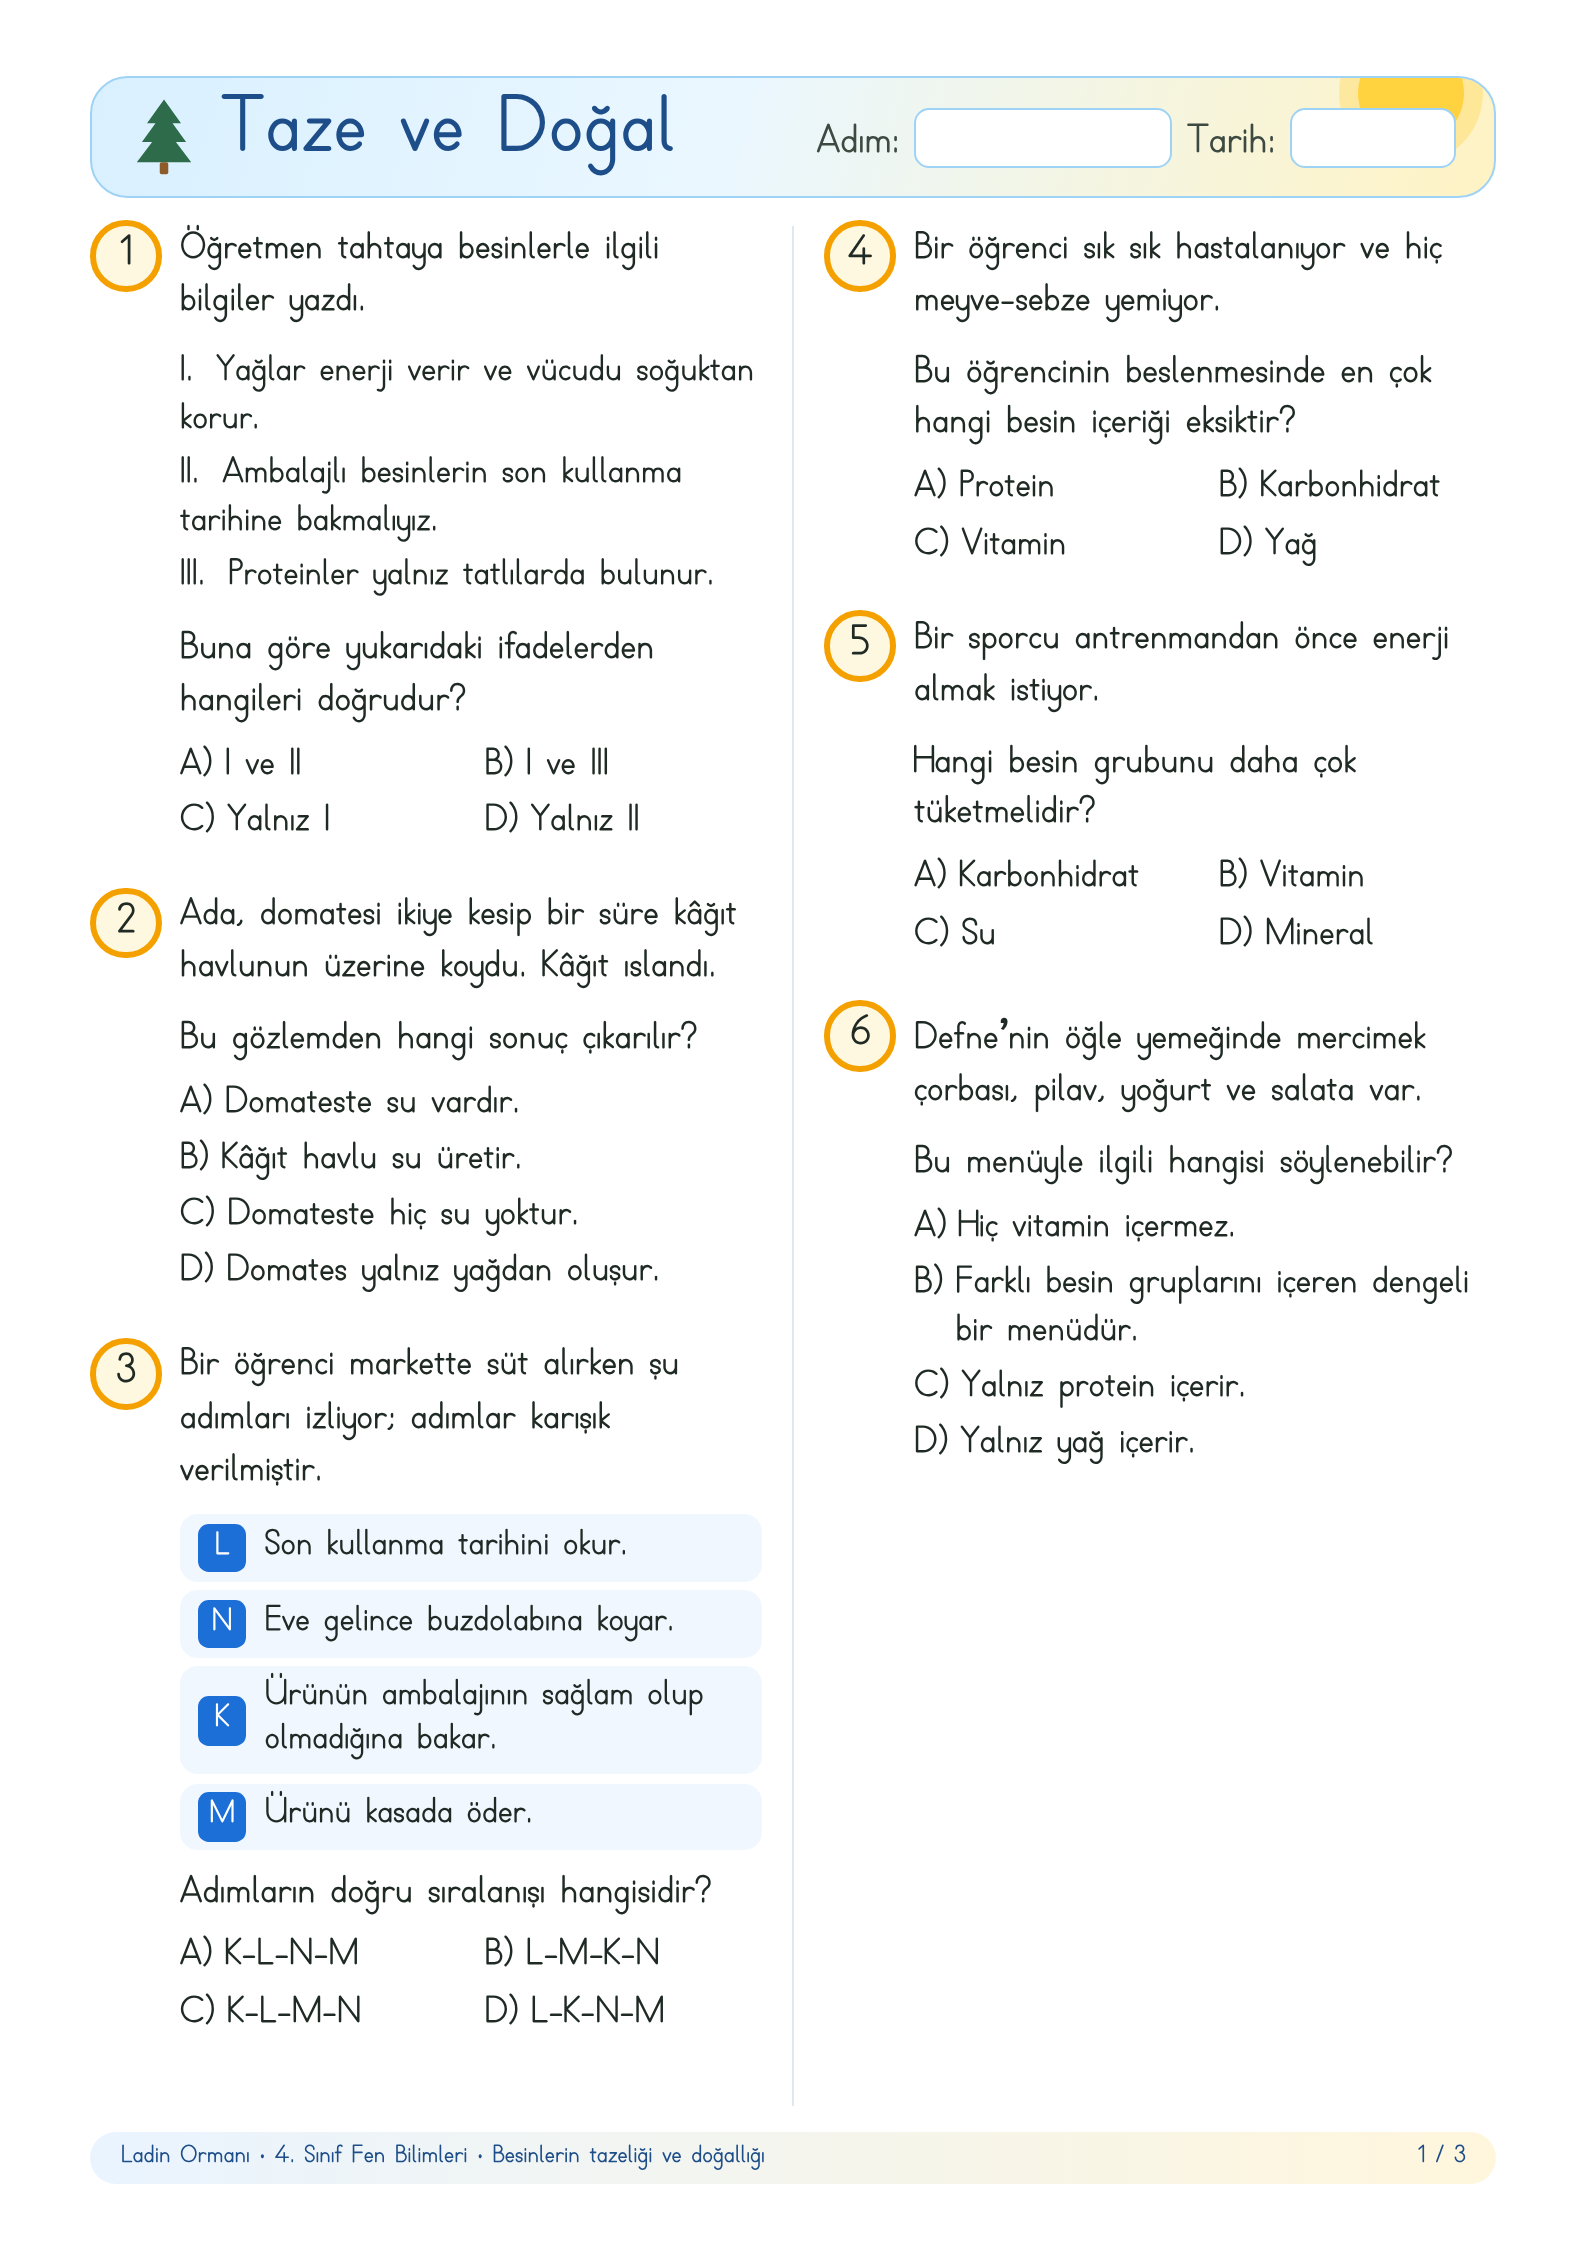 Taze ve Doğal
Adım:
Tarih:
1
Öğretmen tahtaya besinlerle ilgili
bilgiler yazdı.
I. Yağlar enerji verir ve vücudu soğuktan
korur.
II. Ambalajlı besinlerin son kullanma
tarihine bakmalıyız.
III. Proteinler yalnız tatlılarda bulunur.
Buna göre yukarıdaki ifadelerden
hangileri doğrudur?
A) I ve II
B) I ve III
C) Yalnız I
D) Yalnız II
2
Ada, domatesi ikiye kesip bir süre kâğıt
havlunun üzerine koydu. Kâğıt ıslandı.
Bu gözlemden hangi sonuç çıkarılır?
A) Domateste su vardır.
B) Kâğıt havlu su üretir.
C) Domateste hiç su yoktur.
D) Domates yalnız yağdan oluşur.
3
Bir öğrenci markette süt alırken şu
adımları izliyor; adımlar karışık
verilmiştir.
L Son kullanma tarihini okur.
N Eve gelince buzdolabına koyar.
K Ürünün ambalajının sağlam olup
olmadığına bakar.
M Ürünü kasada öder.
Adımların doğru sıralanışı hangisidir?
A) K-L-N-M
B) L-M-K-N
C) K-L-M-N
D) L-K-N-M
4
Bir öğrenci sık sık hastalanıyor ve hiç
meyve-sebze yemiyor.
Bu öğrencinin beslenmesinde en çok
hangi besin içeriği eksiktir?
A) Protein
B) Karbonhidrat
C) Vitamin
D) Yağ
5
Bir sporcu antrenmandan önce enerji
almak istiyor.
Hangi besin grubunu daha çok
tüketmelidir?
A) Karbonhidrat
B) Vitamin
C) Su
D) Mineral
6
Defne’nin öğle yemeğinde mercimek
çorbası, pilav, yoğurt ve salata var.
Bu menüyle ilgili hangisi söylenebilir?
A) Hiç vitamin içermez.
B) Farklı besin gruplarını içeren dengeli
bir menüdür.
C) Yalnız protein içerir.
D) Yalnız yağ içerir.
Ladin Ormanı • 4. Sınıf Fen Bilimleri • Besinlerin tazeliği ve doğallığı
1 / 3